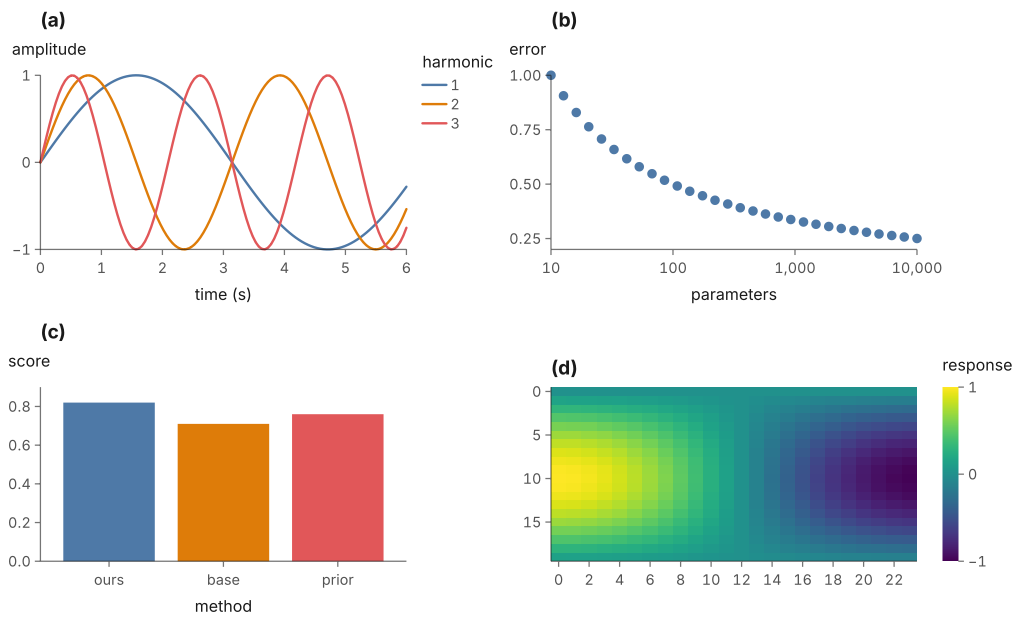 (a)
amplitude
1
0
−1
0 1 2 3 4 5 6
time (s)
harmonic
1
2
3
(b)
error
1.00
0.75
0.50
0.25
10 100 1,000 10,000
parameters
(c)
score
0.8
0.6
0.4
0.2
0.0
ours base prior
method
(d)
0
5
10
15
0 2 4 6 8 10 12 14 16 18 20 22
response
1
0
−1